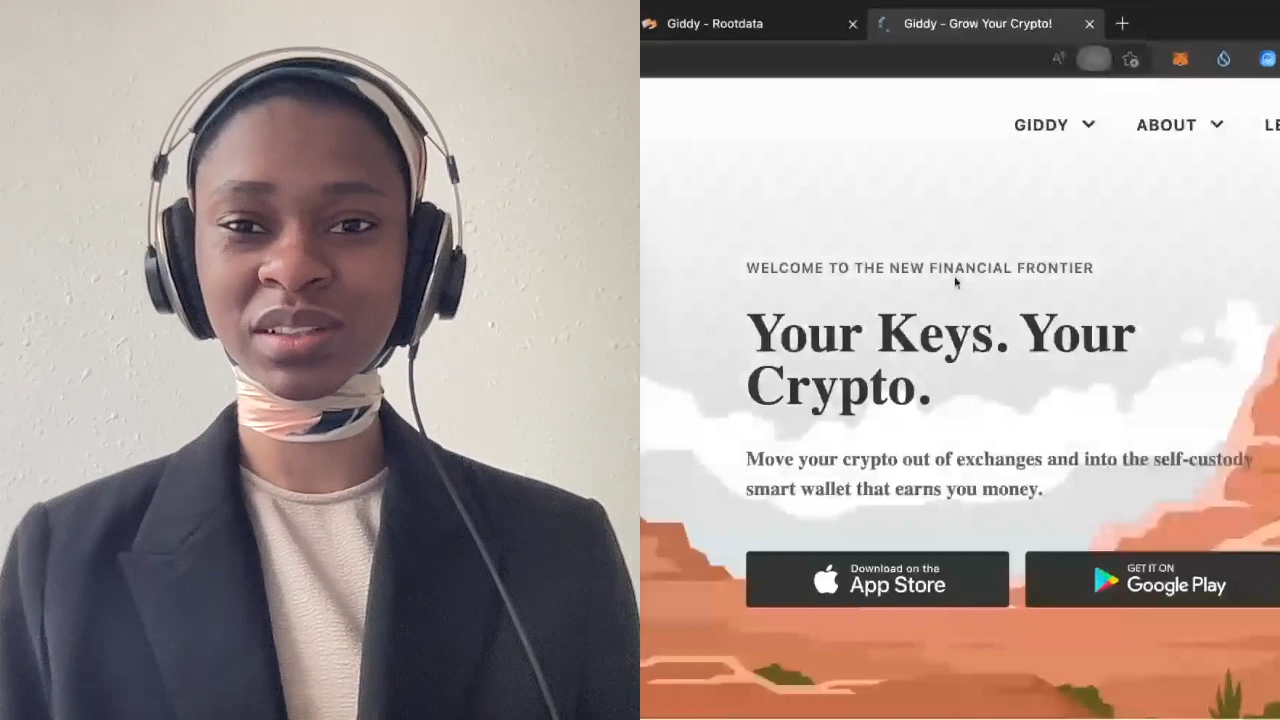 Giddy - Rootdata
Giddy - Grow Your Crypto!
GIDDY
ABOUT
LE
WELCOME TO THE NEW FINANCIAL FRONTIER
Your Keys. Your
Crypto.
Move your crypto out of exchanges and into the self-custody
smart wallet that earns you money.
Download on the
App Store
GET IT ON
Google Play